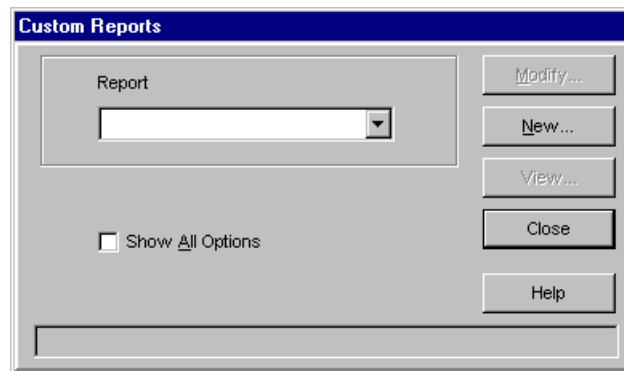 Custom Reports
Report
Modify...
New...
View...
Show All Options
Close
Help